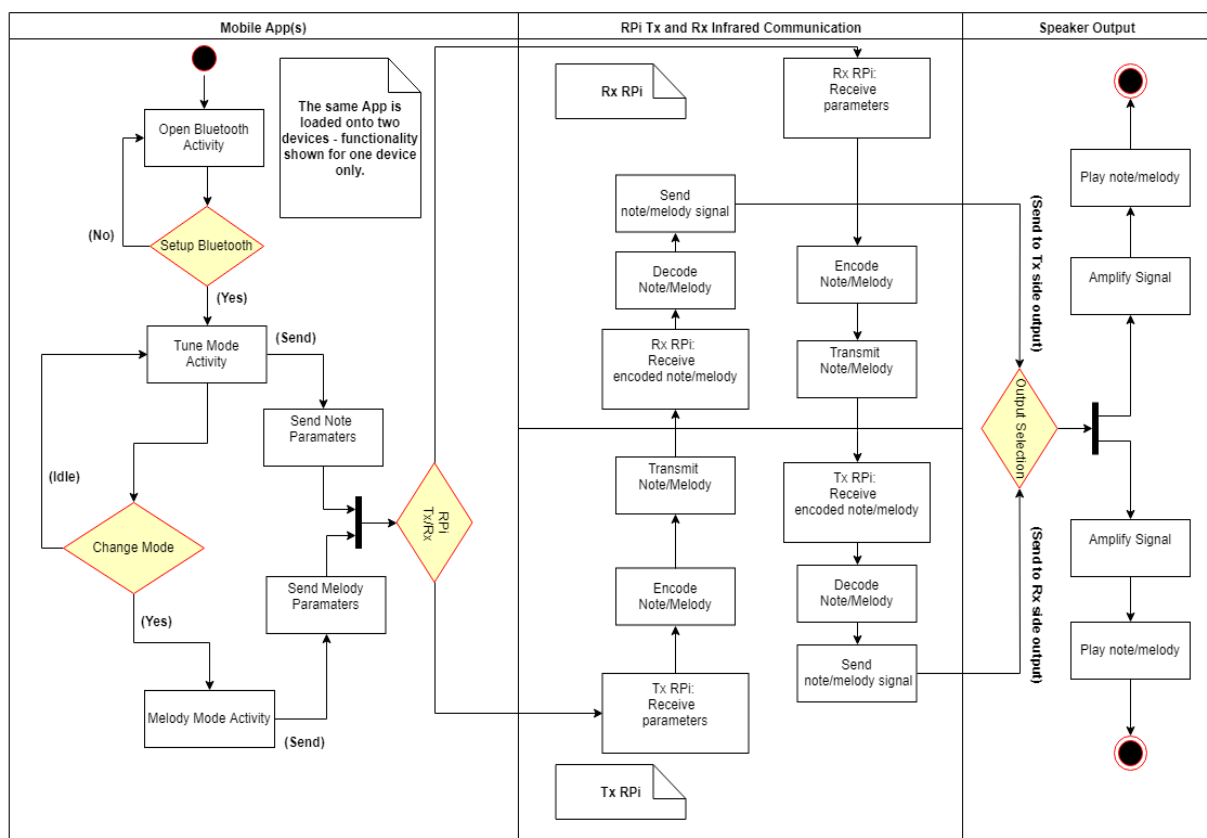 Mobile App(s)
RPi Tx and Rx Infrared Communication
Speaker Output
Open Bluetooth
Activity
The same App is
loaded onto two
devices - functionality
shown for one device
only.
(No)
Setup Bluetooth
(Yes)
Tune Mode
Activity
(Send)
Send Note
Paramaters
(Idle)
Change Mode
Send Melody
Paramaters
(Yes)
Melody Mode Activity
(Send)
RPi
Tx/Rx
Rx RPi
Rx RPi:
Receive
parameters
Send
note/melody signal
Decode
Note/Melody
Encode
Note/Melody
Rx RPi:
Receive
encoded note/melody
Transmit
Note/Melody
Transmit
Note/Melody
Tx RPi:
Receive
encoded note/melody
Encode
Note/Melody
Decode
Note/Melody
Tx RPi:
Receive
parameters
Send
note/melody signal
Tx RPi
(Send to Tx side output)
Output Selection
(Send to Rx side output)
Play note/melody
Amplify Signal
Amplify Signal
Play note/melody